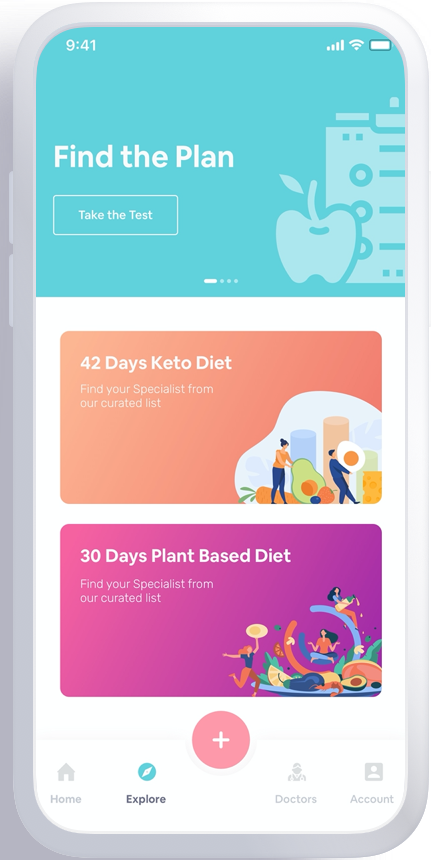 9:41
Find the Plan
Take the Test
42 Days Keto Diet
Find your Specialist from
our curated list
30 Days Plant Based Diet
Find your Specialist from
our curated list
+
Home
Explore
Doctors
Account